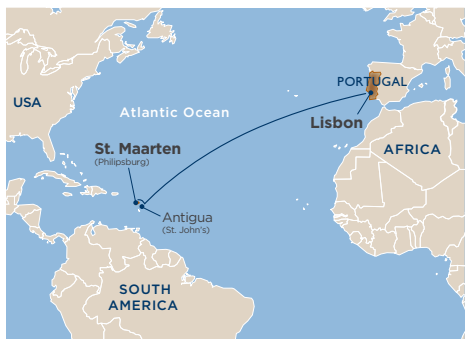 PORTUGAL
USA
Atlantic Ocean
Lisbon
St. Maarten
(Philipsburg)
AFRICA
Antigua
(St. John's)
SOUTH
AMERICA